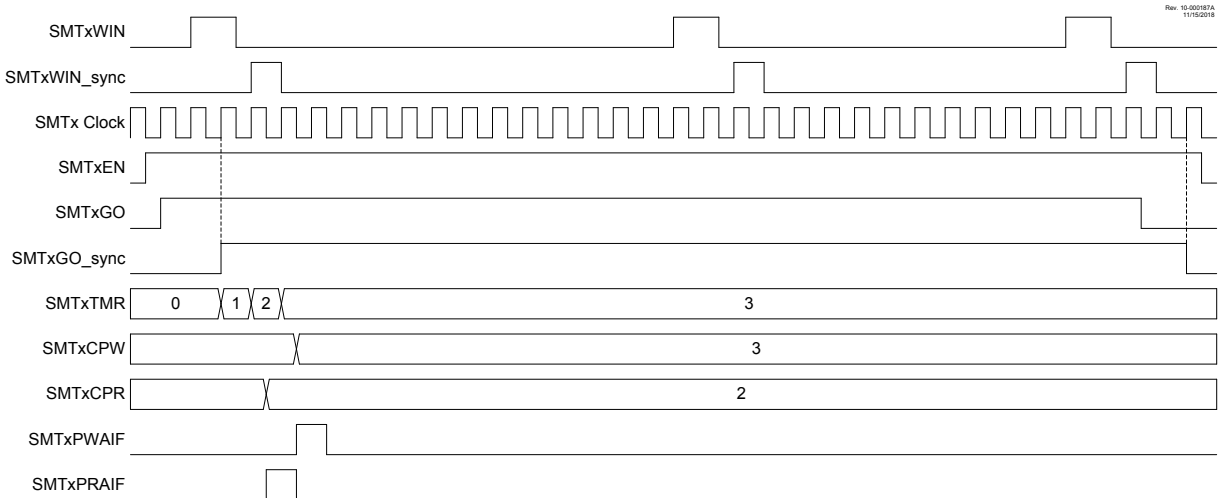 Rev. 10-000187A
11/15/2018
SMTxWIN
SMTxWIN_sync
SMTx Clock
SMTxEN
SMTxGO
SMTxGO_sync
SMTxTMR 0 1 2 3
SMTxCPW 3
SMTxCPR 2
SMTxPWAIF
SMTxPRAIF